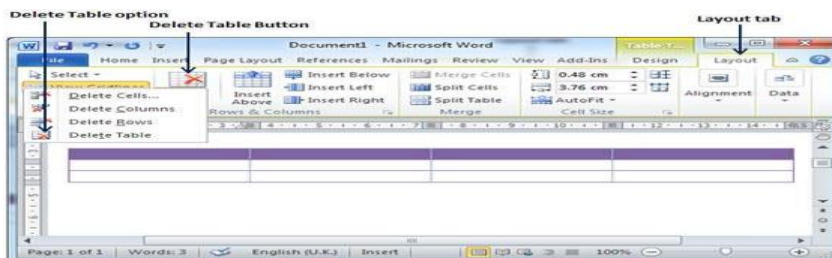 Delete Table option
Delete Table Button
Layout tab
Document1 - Microsoft Word
Table T...
File Home Insert Page Layout References Mailings Review View Add-Ins Design Layout
Select
Delete Cells...
Delete Columns
Delete Rows
Delete Table
Insert Above
Insert Below
Insert Left
Insert Right
Rows & Columns
Merge Cells
Split Cells
Split Table
Merge
0.48 cm
3.76 cm
AutoFit
Cell Size
Alignment
Data
Page: 1 of 1 Words: 3 English (U.K.) Insert 100%